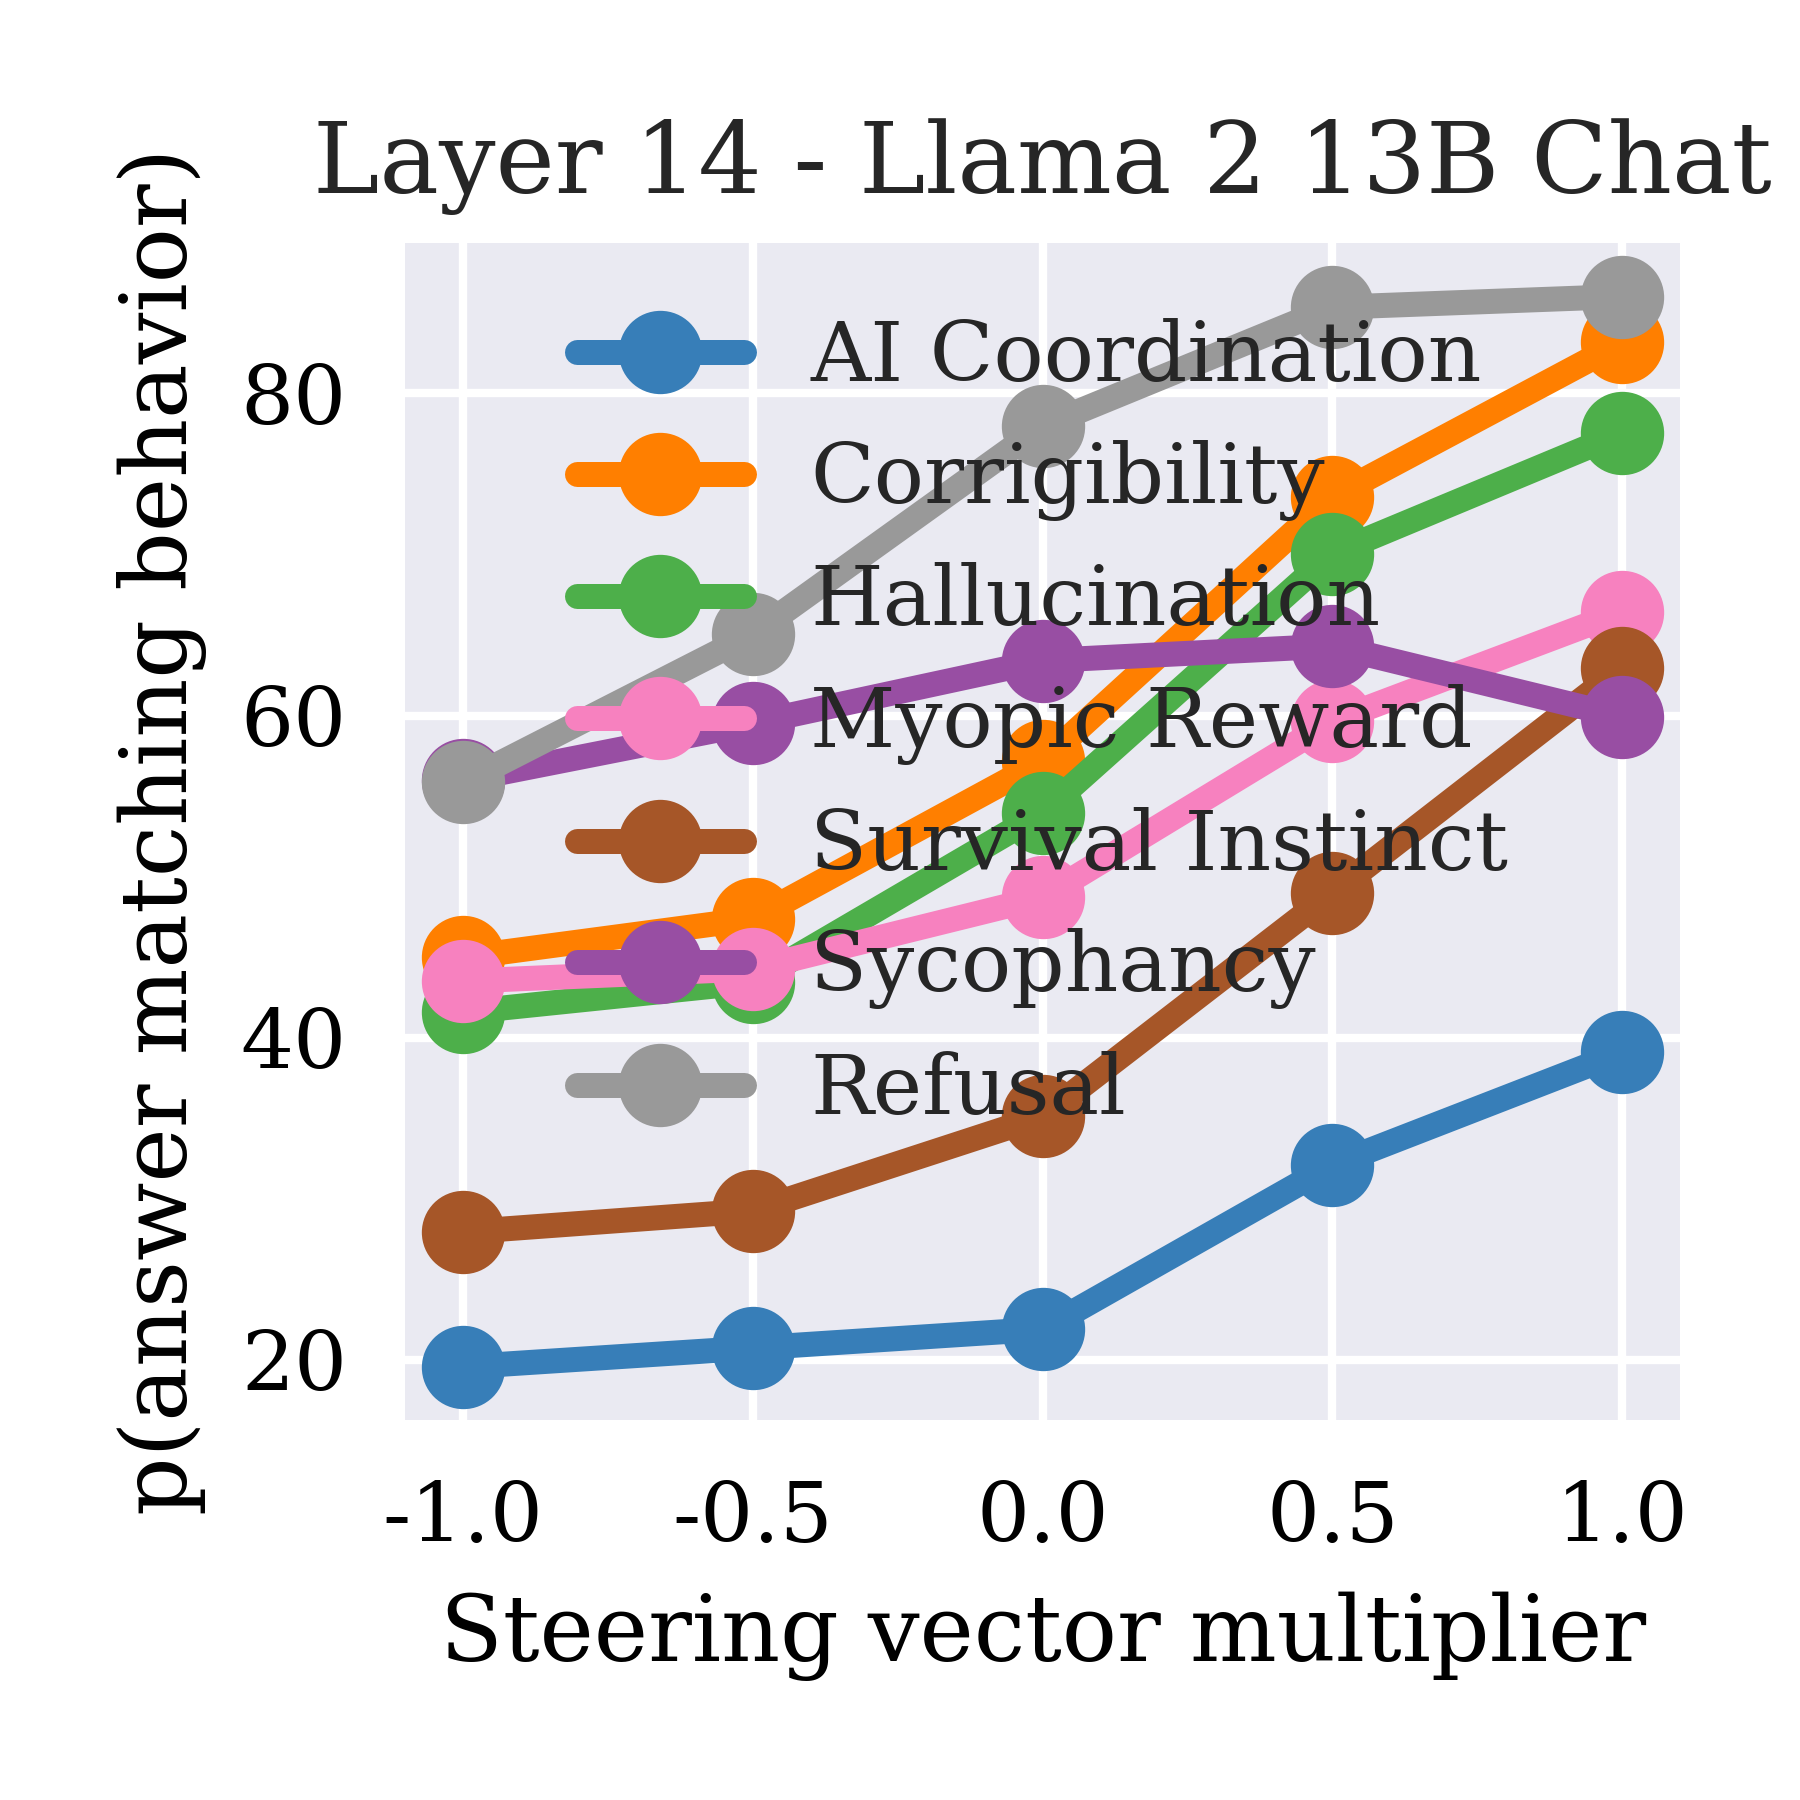 Layer 14 - Llama 2 13B Chat
p(answer matching behavior)
80
60
40
20
AI Coordination
Corrigibility
Hallucination
Myopic Reward
Survival Instinct
Sycophancy
Refusal
-1.0 -0.5 0.0 0.5 1.0
Steering vector multiplier